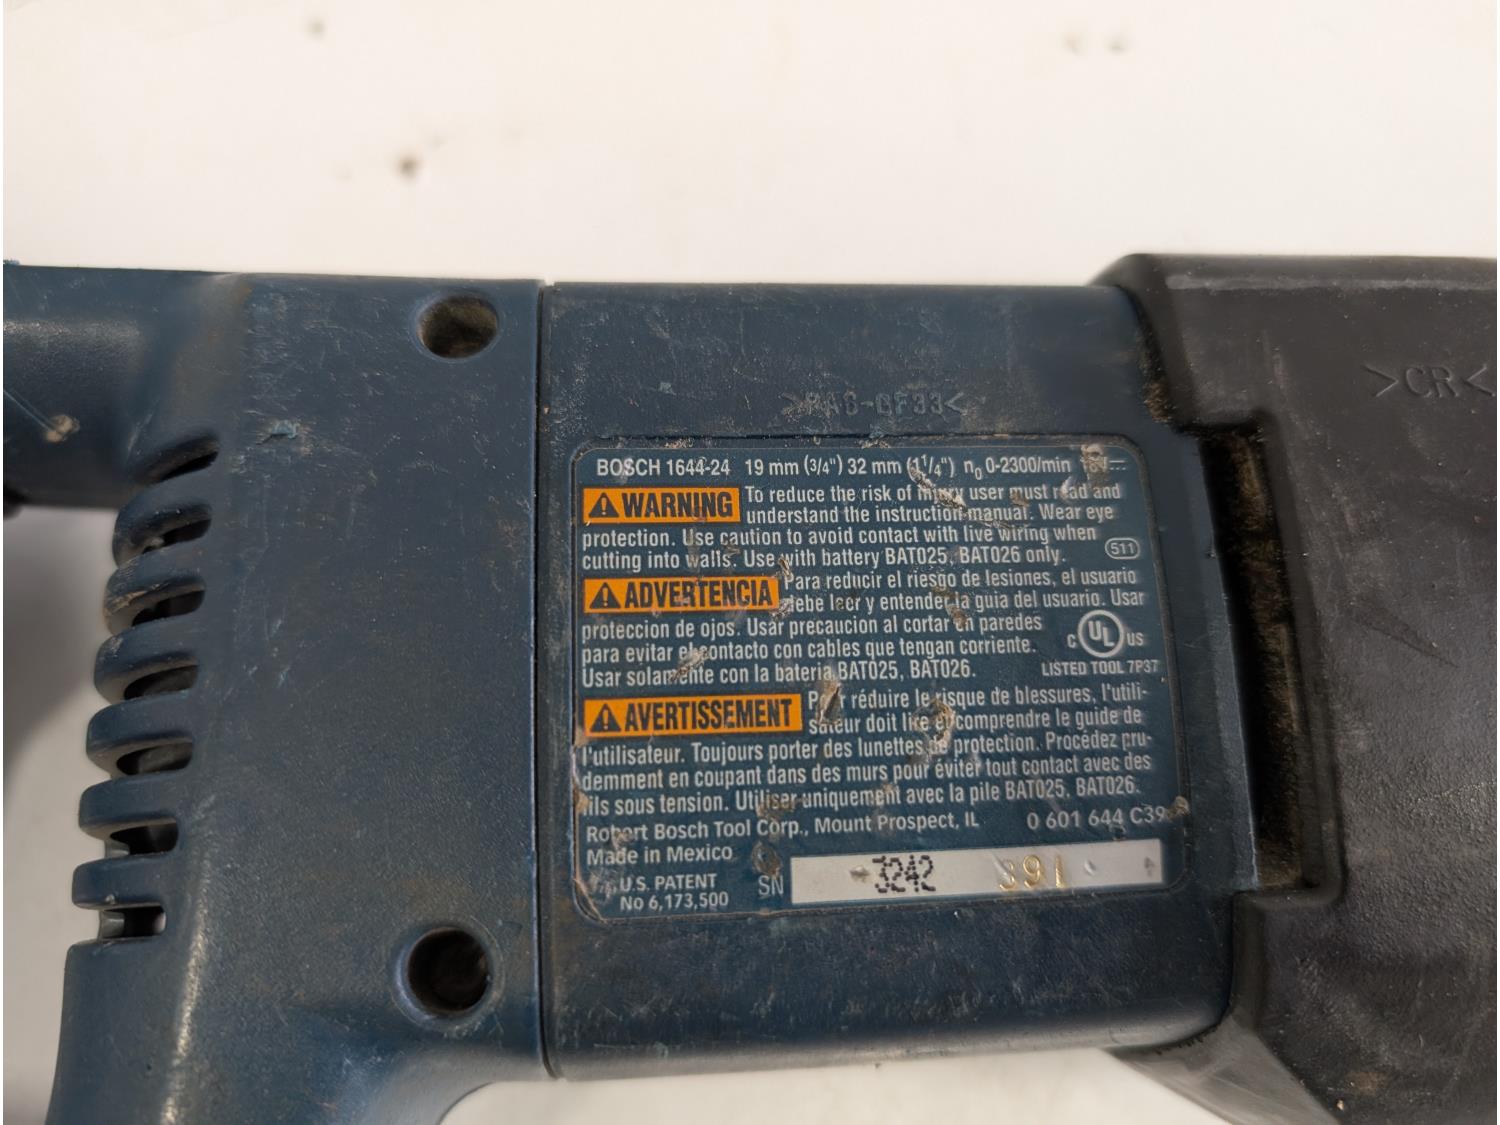 >PA6-GF33<
>CR<
BOSCH 1644-24 19 mm (3/4") 32 mm (1 1/4") n0 0-2300/min 18V
WARNING To reduce the risk of injury user must read and
understand the instruction manual. Wear eye
protection. Use caution to avoid contact with live wiring when
cutting into walls. Use with battery BAT025, BAT026 only. 511
ADVERTENCIA Para reducir el riesgo de lesiones, el usuario
debe leer y entender la guia del usuario. Usar
proteccion de ojos. Usar precaucion al cortar en paredes
para evitar el contacto con cables que tengan corriente.
Usar solamente con la bateria BAT025, BAT026.
C UL US
LISTED TOOL 7P37
AVERTISSEMENT Pour réduire le risque de blessures, l'utili-
sateur doit lire et comprendre le guide de
l'utilisateur. Toujours porter des lunettes de protection. Procédez pru-
demment en coupant dans des murs pour éviter tout contact avec des
fils sous tension. Utiliser uniquement avec la pile BAT025, BAT026.
Robert Bosch Tool Corp., Mount Prospect, IL 0 601 644 C39
Made in Mexico
U.S. PATENT
No 6,173,500
SN 3242 391